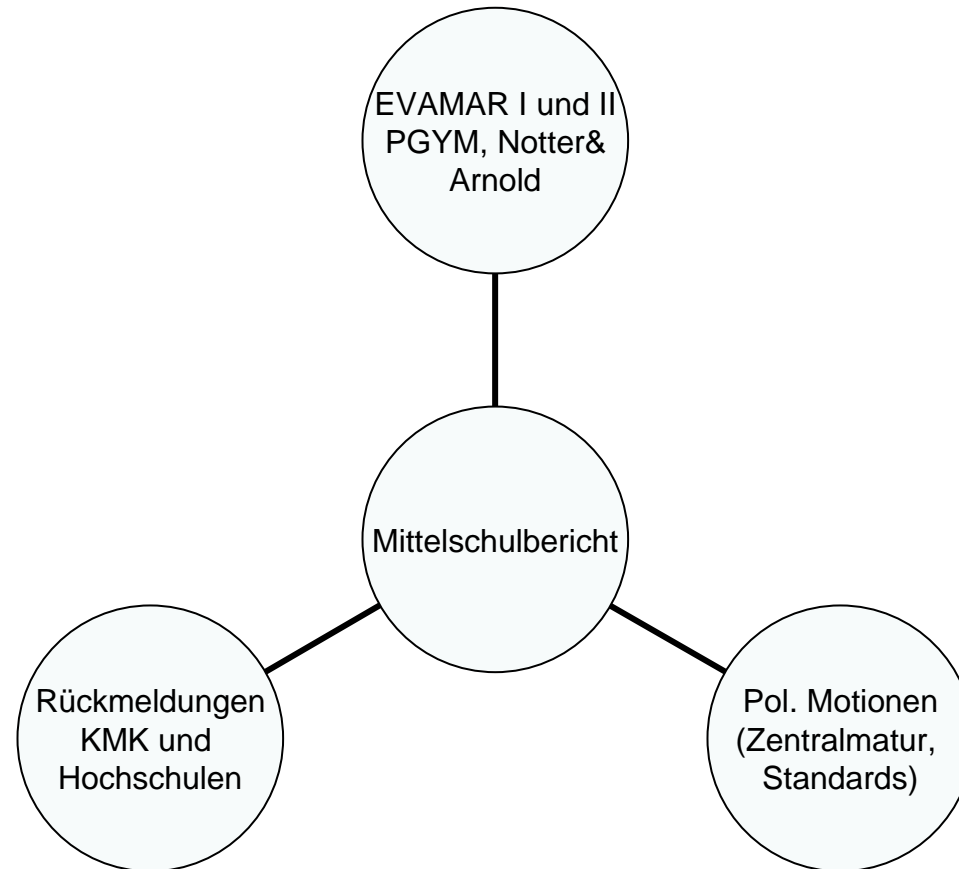 EVAMAR I und II
PGYM, Notter&
Arnold
Mittelschulbericht
Rückmeldungen
KMK und
Hochschulen
Pol. Motionen
(Zentralmatur,
Standards)